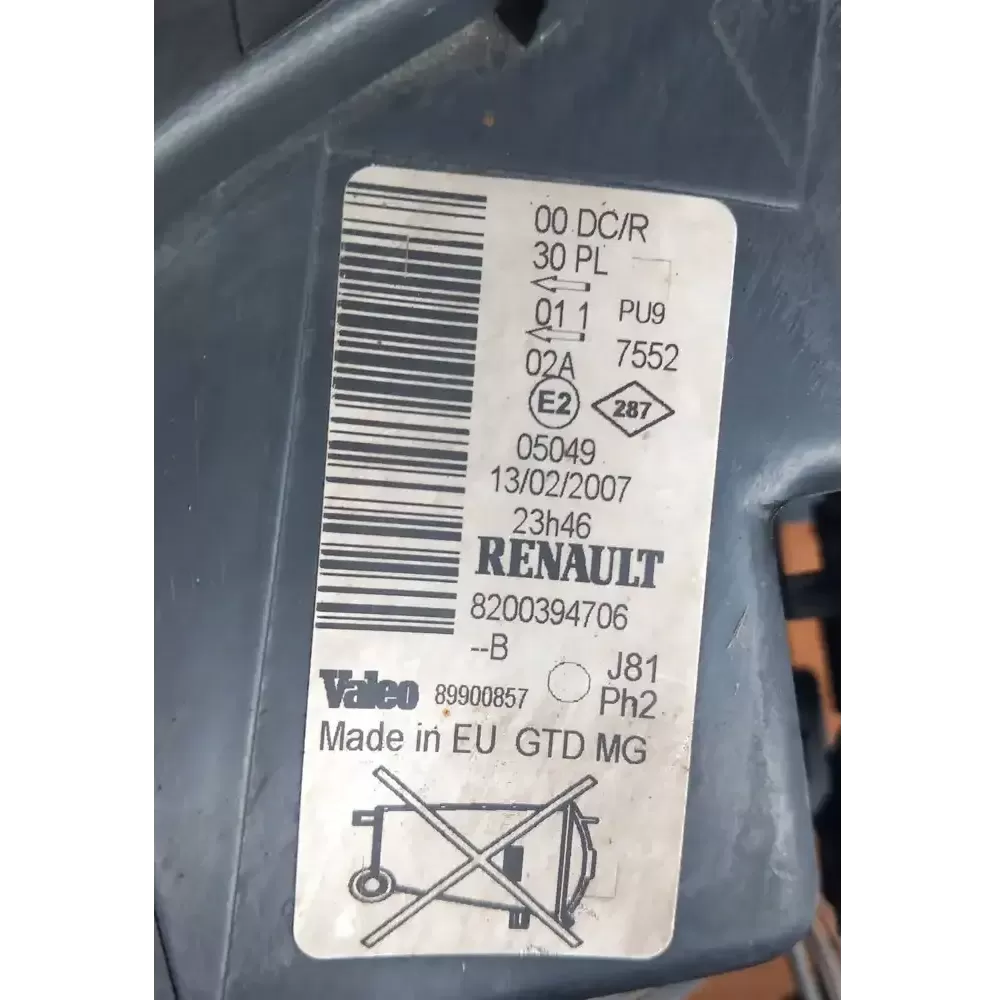 00 DC/R
30 PL
01 1 PU9
02A 7552
E2 287
05049
13/02/2007
23h46
RENAULT
8200394706
--B J81
Valeo 89900857 Ph2
Made in EU GTD MG